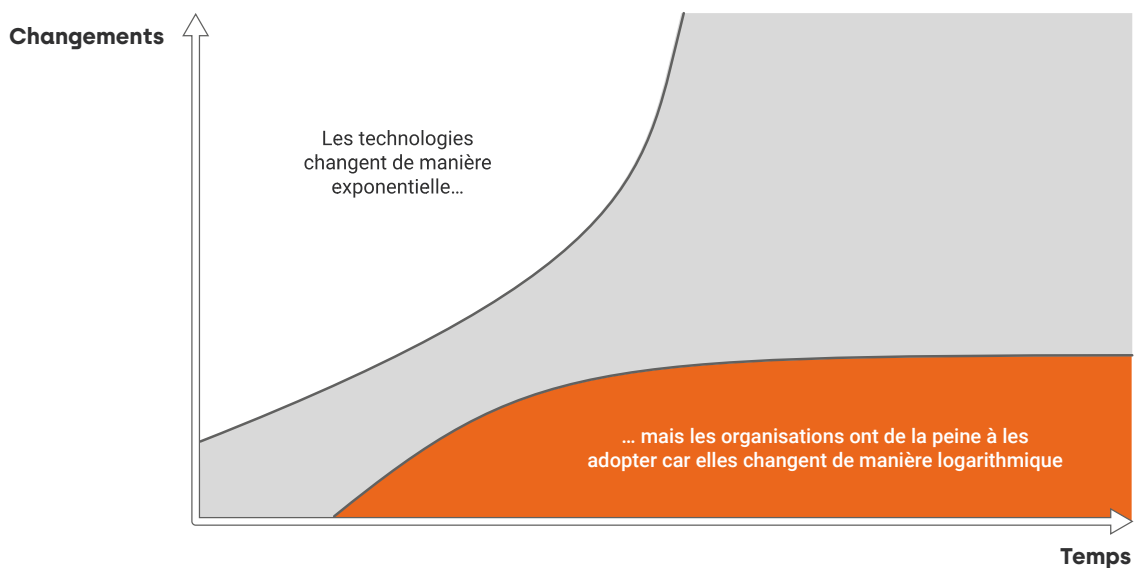 Changements
Les technologies
changent de manière
exponentielle...
... mais les organisations ont de la peine à les
adopter car elles changent de manière logarithmique
Temps